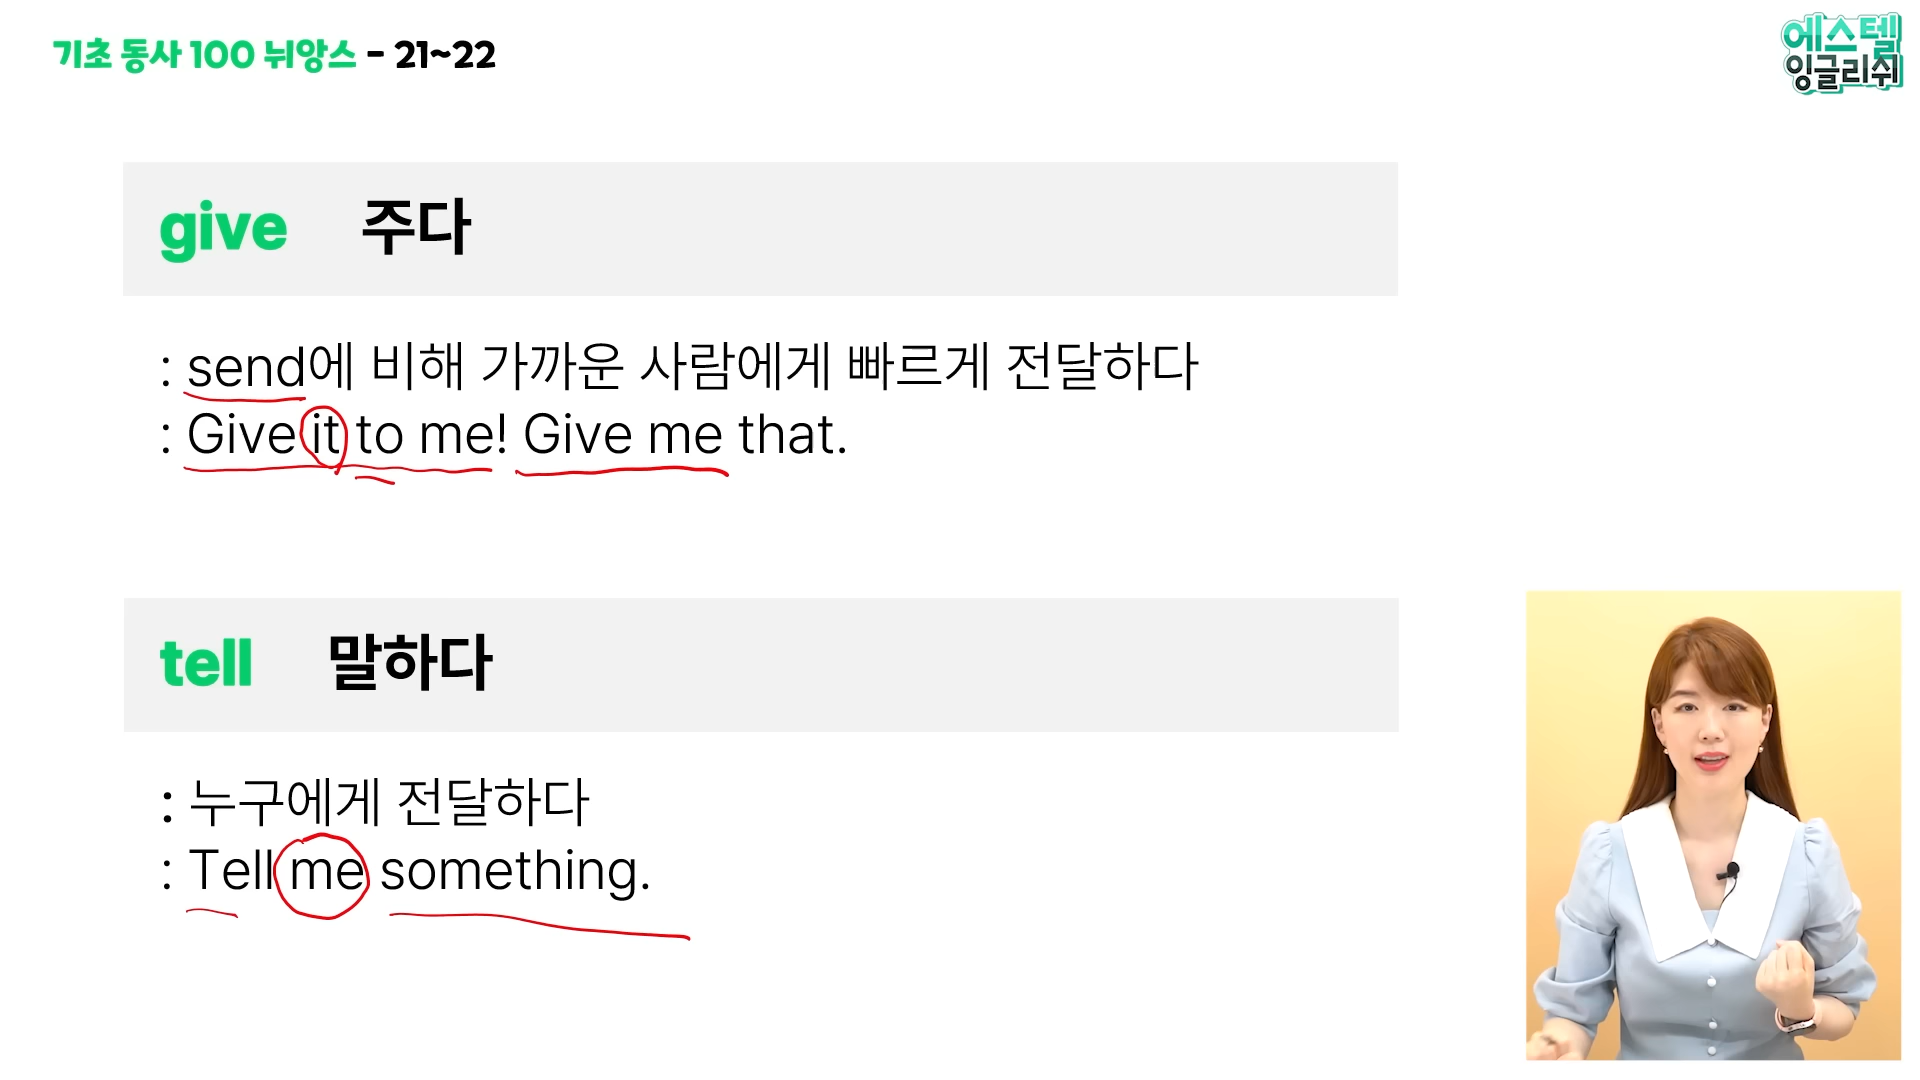 기초 동사 100 뉘앙스 - 21~22
에스텔
잉글리쉬
give 주다
: send에 비해 가까운 사람에게 빠르게 전달하다
: Give it to me! Give me that.
tell 말하다
: 누구에게 전달하다
: Tell me something.